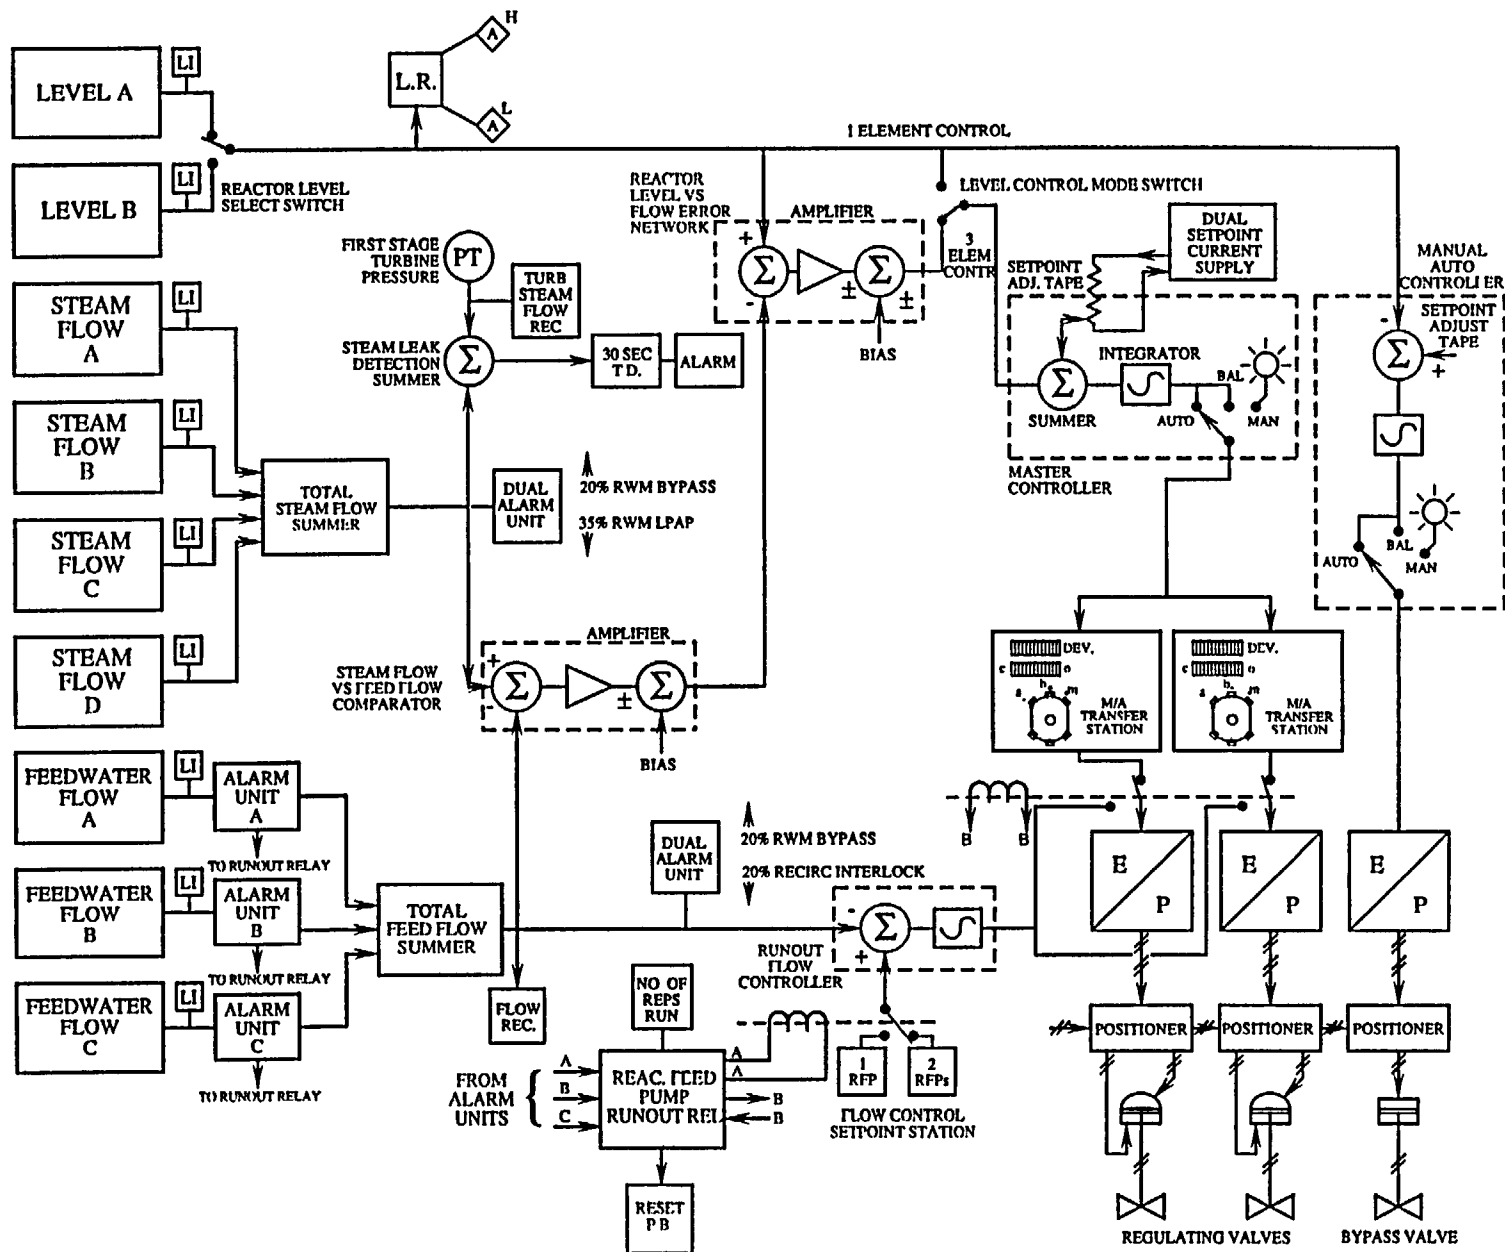 LEVEL A
LI
L.R.
A
H
A
L
1 ELEMENT CONTROL
LEVEL B
LI
REACTOR LEVEL
SELECT SWITCH
REACTOR
LEVEL VS
FLOW ERROR
NETWORK
AMPLIFIER
+
Σ
-
±
Σ
±
BIAS
LEVEL CONTROL MODE SWITCH
3
ELEM
CONTR
DUAL
SETPOINT
CURRENT
SUPPLY
SETPOINT
ADJ. TAPE
MANUAL
AUTO
CONTROLLER
SETPOINT
ADJUST
TAPE
-
Σ
+
FIRST STAGE
TURBINE
PRESSURE
PT
TURB
STEAM
FLOW
REC
STEAM LEAK
DETECTION
SUMMER
Σ
30 SEC
T D.
ALARM
INTEGRATOR
Σ
SUMMER
AUTO
BAL
MAN
MASTER
CONTROLLER
AUTO
BAL
MAN
STEAM
FLOW
A
LI
STEAM
FLOW
B
LI
STEAM
FLOW
C
LI
STEAM
FLOW
D
LI
TOTAL
STEAM FLOW
SUMMER
DUAL
ALARM
UNIT
20% RWM BYPASS
35% RWM LPAP
STEAM FLOW
VS FEED FLOW
COMPARATOR
AMPLIFIER
+
Σ
-
±
Σ
BIAS
DEV.
c
o
a
b
m
M/A
TRANSFER
STATION
DEV.
c
o
a
b
m
M/A
TRANSFER
STATION
FEEDWATER
FLOW
A
LI
ALARM
UNIT
A
TO RUNOUT RELAY
FEEDWATER
FLOW
B
LI
ALARM
UNIT
B
TO RUNOUT RELAY
FEEDWATER
FLOW
C
LI
ALARM
UNIT
C
TO RUNOUT RELAY
TOTAL
FEED FLOW
SUMMER
DUAL
ALARM
UNIT
20% RWM BYPASS
20% RECIRC INTERLOCK
B
B
E
P
E
P
E
P
-
Σ
+
RUNOUT
FLOW
CONTROLLER
FLOW
REC.
NO OF
REPS
RUN
FROM
ALARM
UNITS
A
B
C
REAC. FEED
PUMP
RUNOUT REL
A
A
B
B
RESET
P B
1
RFP
2
RFPs
FLOW CONTROL
SETPOINT STATION
POSITIONER
POSITIONER
POSITIONER
REGULATING VALVES
BYPASS VALVE